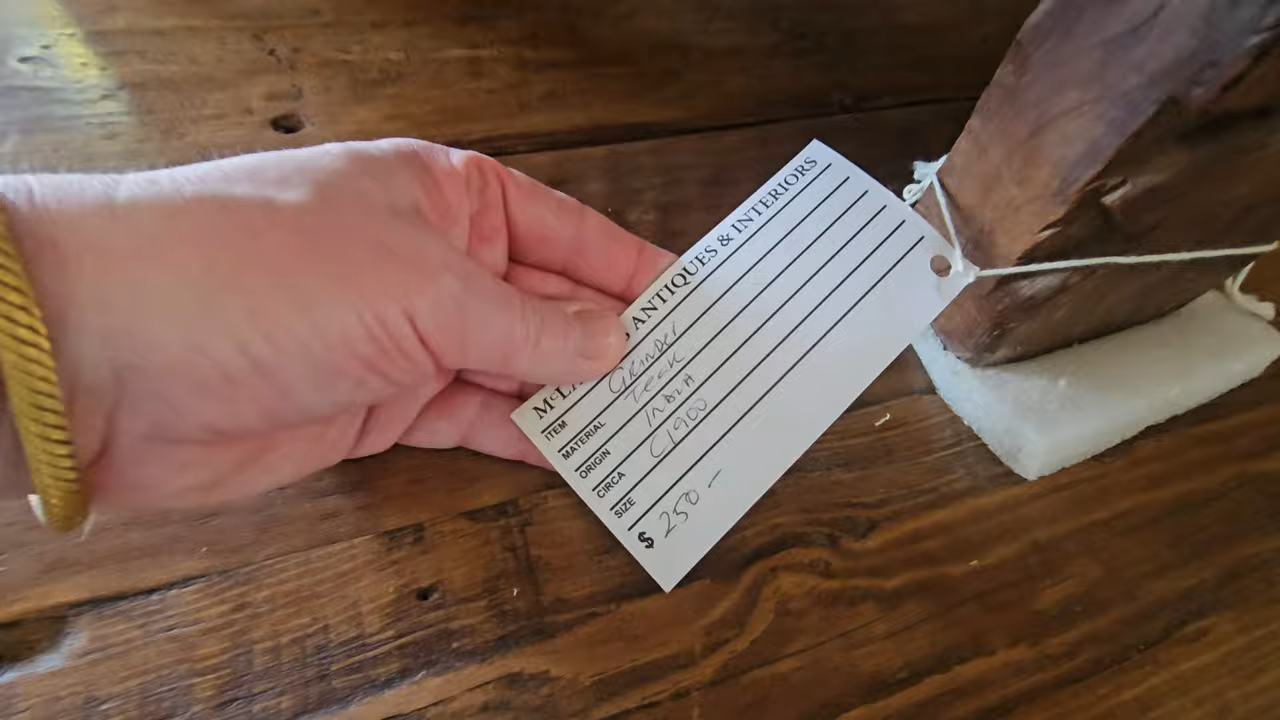 ANTIQUES & INTERIORS
ITEM Grinder
MATERIAL Teak
ORIGIN INDIA
CIRCA C1900
SIZE
$ 250 -